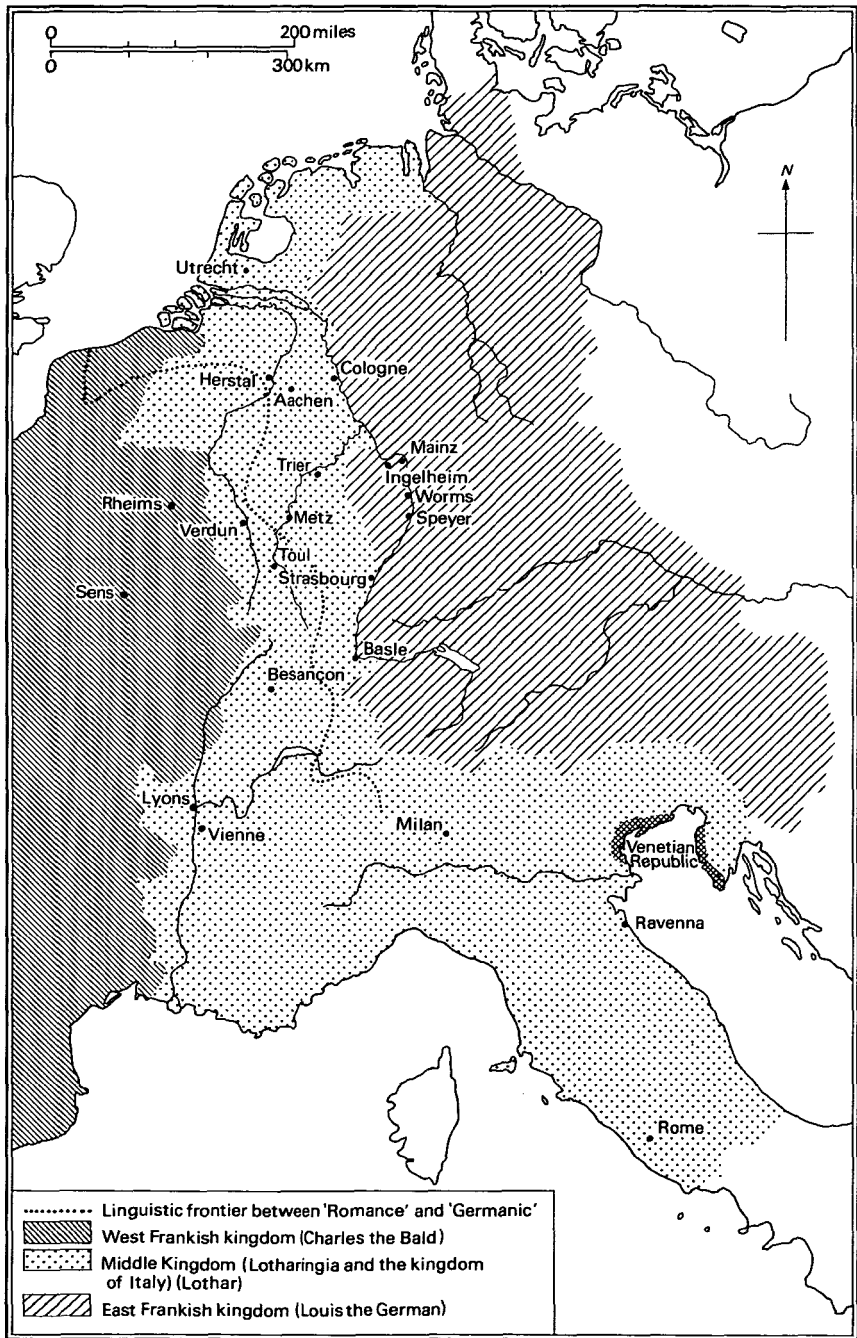 0 200 miles
0 300 km
N
Utrecht
Herstal
Cologne
Aachen
Mainz
Trier
Ingelheim
Worms
Rheims
Metz
Speyer
Verdun
Toul
Strasbourg
Sens
Basle
Besançon
Lyons
Milan
Vienne
Venetian
Republic
Ravenna
Rome
Linguistic frontier between 'Romance' and 'Germanic'
West Frankish kingdom (Charles the Bald)
Middle Kingdom (Lotharingia and the kingdom
of Italy) (Lothar)
East Frankish kingdom (Louis the German)